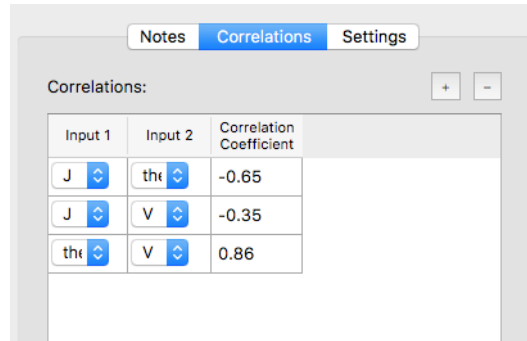 Notes Correlations Settings
Correlations:
+ -
Input 1 Input 2 Correlation
Coefficient
J the -0.65
J V -0.35
the V 0.86